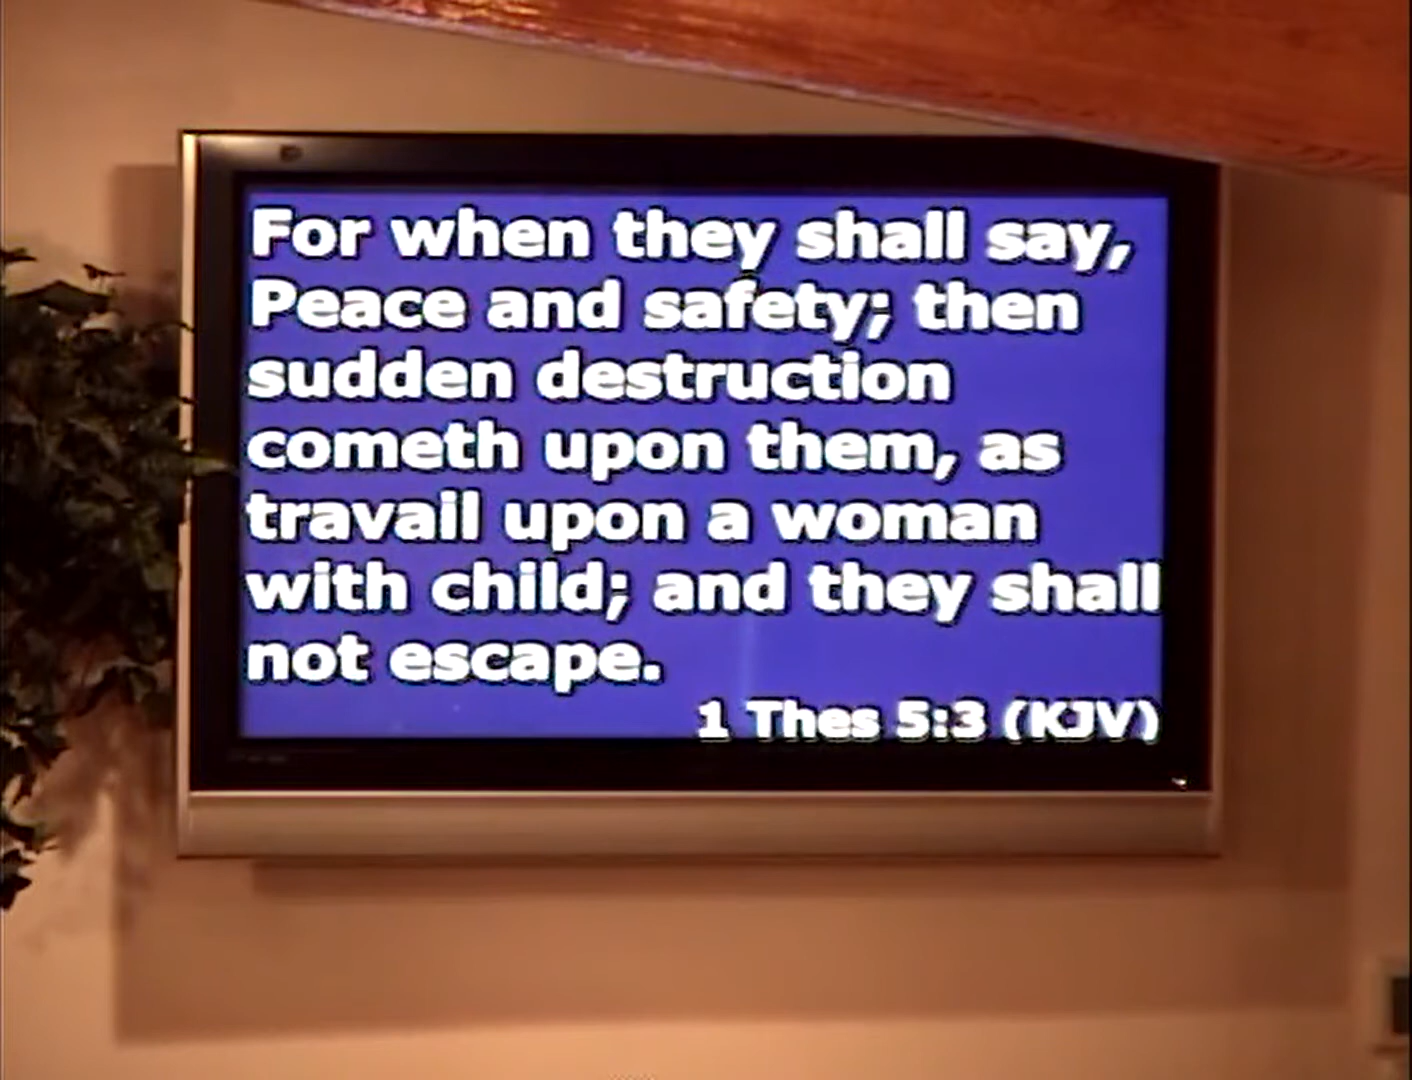 For when they shall say,
Peace and safety; then
sudden destruction
cometh upon them, as
travail upon a woman
with child; and they shall
not escape.
1 Thes 5:3 (KJV)